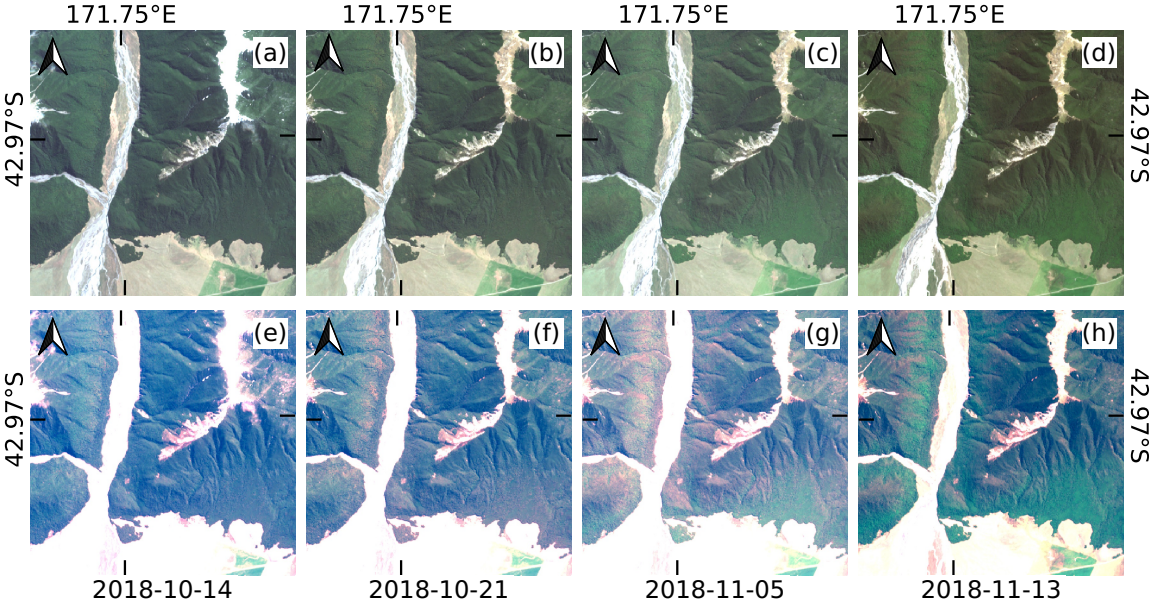 171.75°E 171.75°E 171.75°E 171.75°E
(a) (b) (c) (d)
42.97°S 42.97°S
(e) (f) (g) (h)
42.97°S 42.97°S
2018-10-14 2018-10-21 2018-11-05 2018-11-13